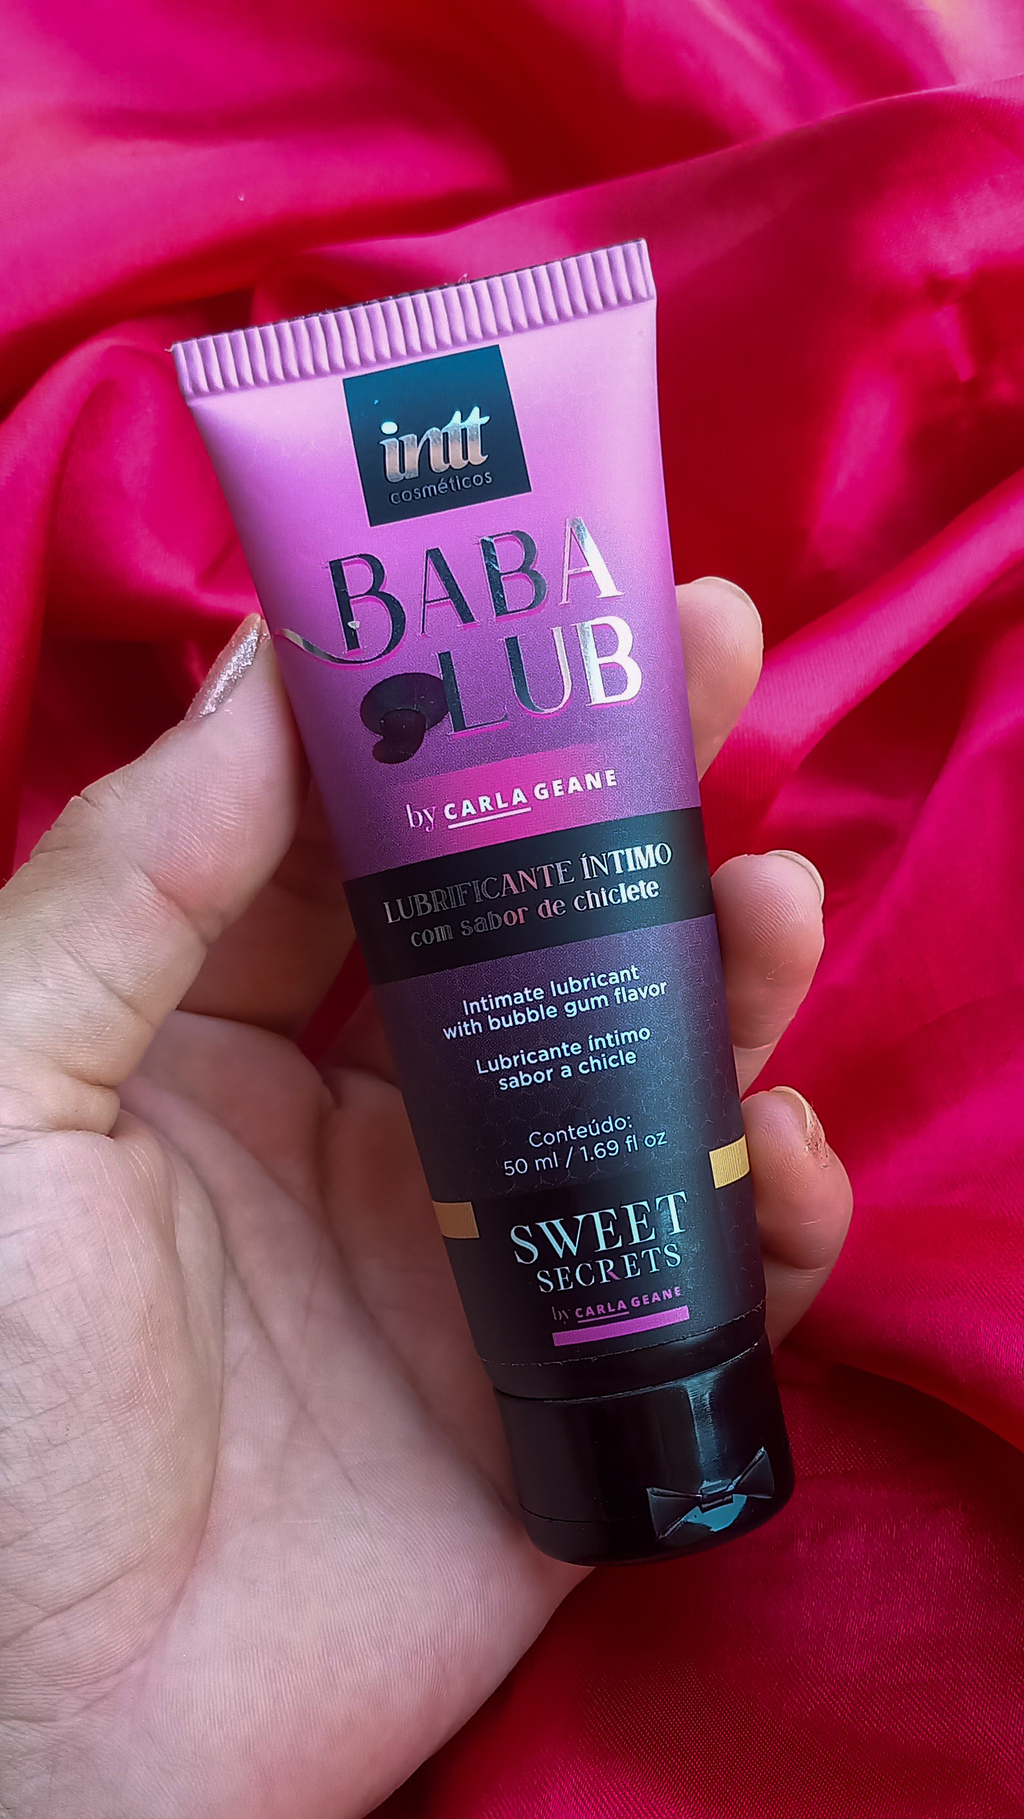 intt
cosméticos
BABA
LUB
by CARLA GEANE
LUBRIFICANTE ÍNTIMO
com sabor de chiclete
Intimate lubricant
with bubble gum flavor
Lubricante íntimo
sabor a chicle
Conteúdo:
50 ml / 1.69 fl oz
SWEET
SECRETS
by CARLA GEANE